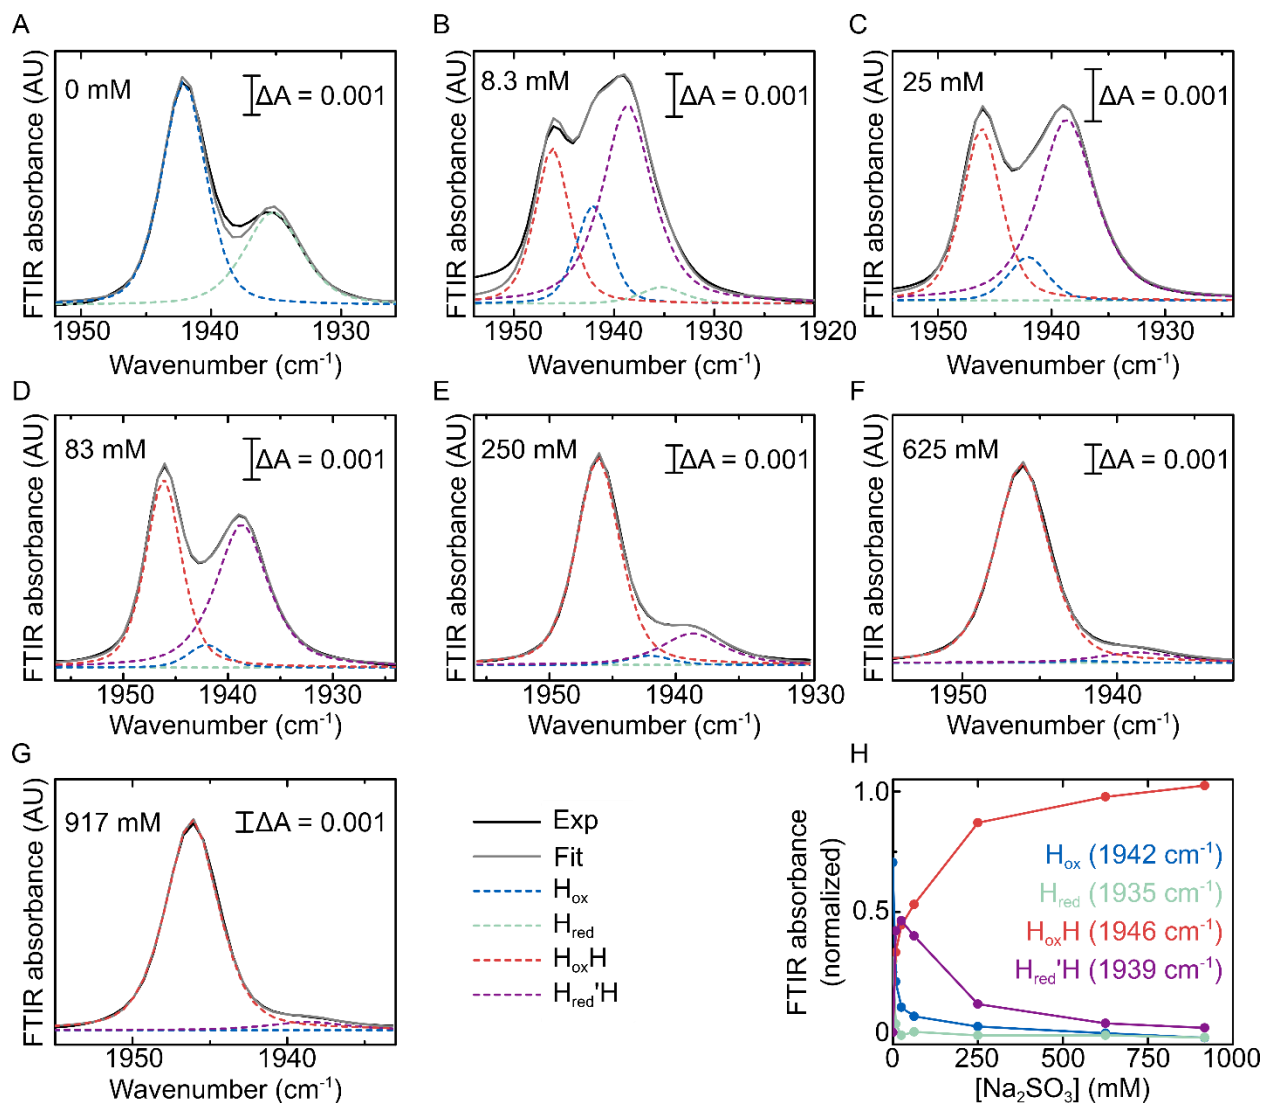 A
FTIR absorbance (AU)
0 mM
ΔA = 0.001
1950 1940 1930
Wavenumber (cm⁻¹)
B
FTIR absorbance (AU)
8.3 mM
ΔA = 0.001
1950 1940 1930 1920
Wavenumber (cm⁻¹)
C
FTIR absorbance (AU)
25 mM
ΔA = 0.001
1950 1940 1930
Wavenumber (cm⁻¹)
D
FTIR absorbance (AU)
83 mM
ΔA = 0.001
1950 1940 1930
Wavenumber (cm⁻¹)
E
FTIR absorbance (AU)
250 mM
ΔA = 0.001
1950 1940 1930
Wavenumber (cm⁻¹)
F
FTIR absorbance (AU)
625 mM
ΔA = 0.001
1950 1940
Wavenumber (cm⁻¹)
G
FTIR absorbance (AU)
917 mM
ΔA = 0.001
1950 1940
Wavenumber (cm⁻¹)
Exp
Fit
Hₒₓ
H_red
HₒₓH
H_red'H
H
FTIR absorbance
(normalized)
1.0
0.5
0
Hₒₓ (1942 cm⁻¹)
H_red (1935 cm⁻¹)
HₒₓH (1946 cm⁻¹)
H_red'H (1939 cm⁻¹)
0 250 500 750 1000
[Na₂SO₃] (mM)